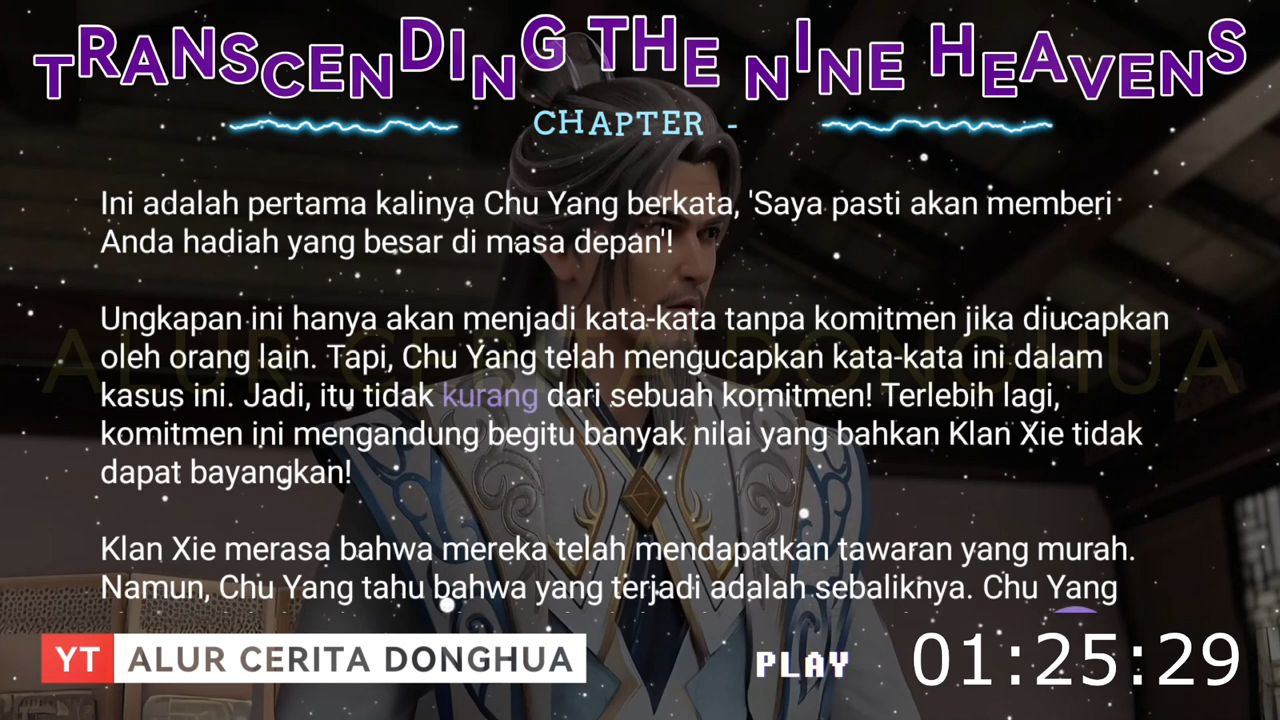 TRANSCENDING THE NINE HEAVENS
CHAPTER -
Ini adalah pertama kalinya Chu Yang berkata, 'Saya pasti akan memberi
Anda hadiah yang besar di masa depan'!
Ungkapan ini hanya akan menjadi kata-kata tanpa komitmen jika diucapkan
oleh orang lain. Tapi, Chu Yang telah mengucapkan kata-kata ini dalam
kasus ini. Jadi, itu tidak kurang dari sebuah komitmen! Terlebih lagi,
komitmen ini mengandung begitu banyak nilai yang bahkan Klan Xie tidak
dapat bayangkan!
Klan Xie merasa bahwa mereka telah mendapatkan tawaran yang murah.
Namun, Chu Yang tahu bahwa yang terjadi adalah sebaliknya. Chu Yang
ALUR CERITA DONGHUA
YT ALUR CERITA DONGHUA
PLAY 01:25:29